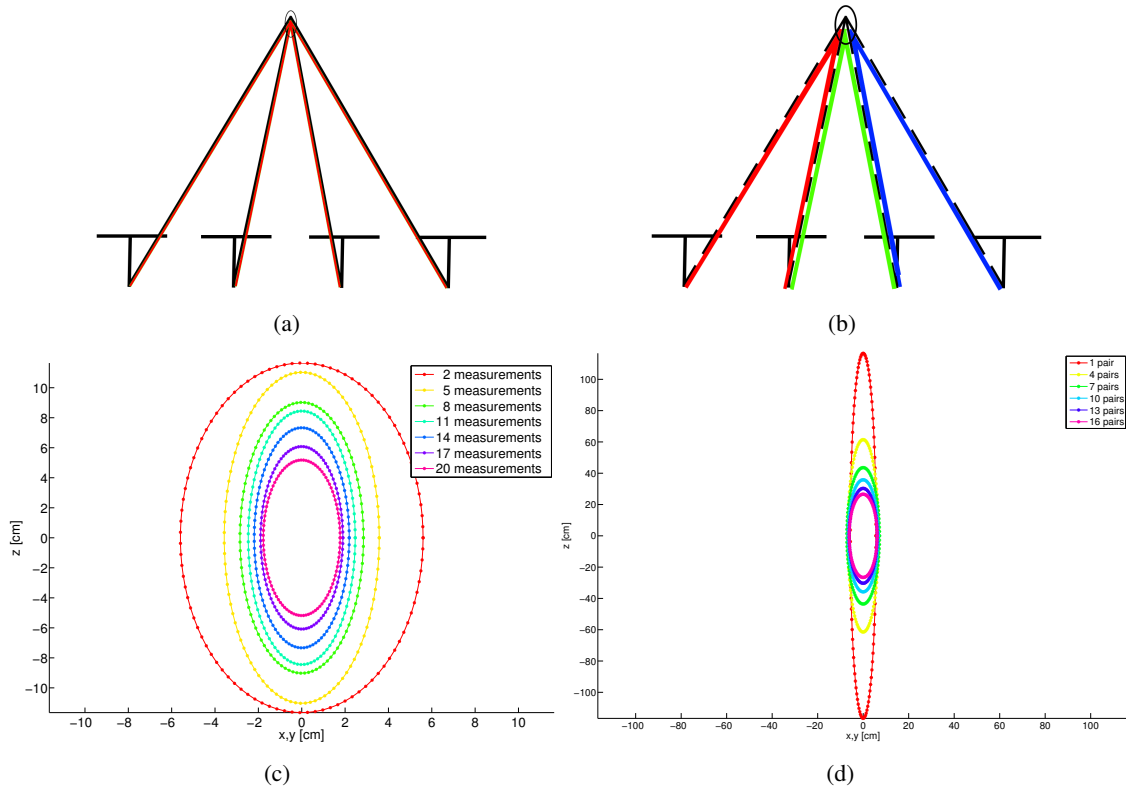 (a)
(b)
10
8
6
4
2
0
−2
−4
−6
−8
−10
z [cm]
−10 −8 −6 −4 −2 0 2 4 6 8 10
x,y [cm]
2 measurements
5 measurements
8 measurements
11 measurements
14 measurements
17 measurements
20 measurements
(c)
100
80
60
40
20
0
−20
−40
−60
−80
−100
z [cm]
−100 −80 −60 −40 −20 0 20 40 60 80 100
x,y [cm]
1 pair
4 pairs
7 pairs
10 pairs
13 pairs
16 pairs
(d)